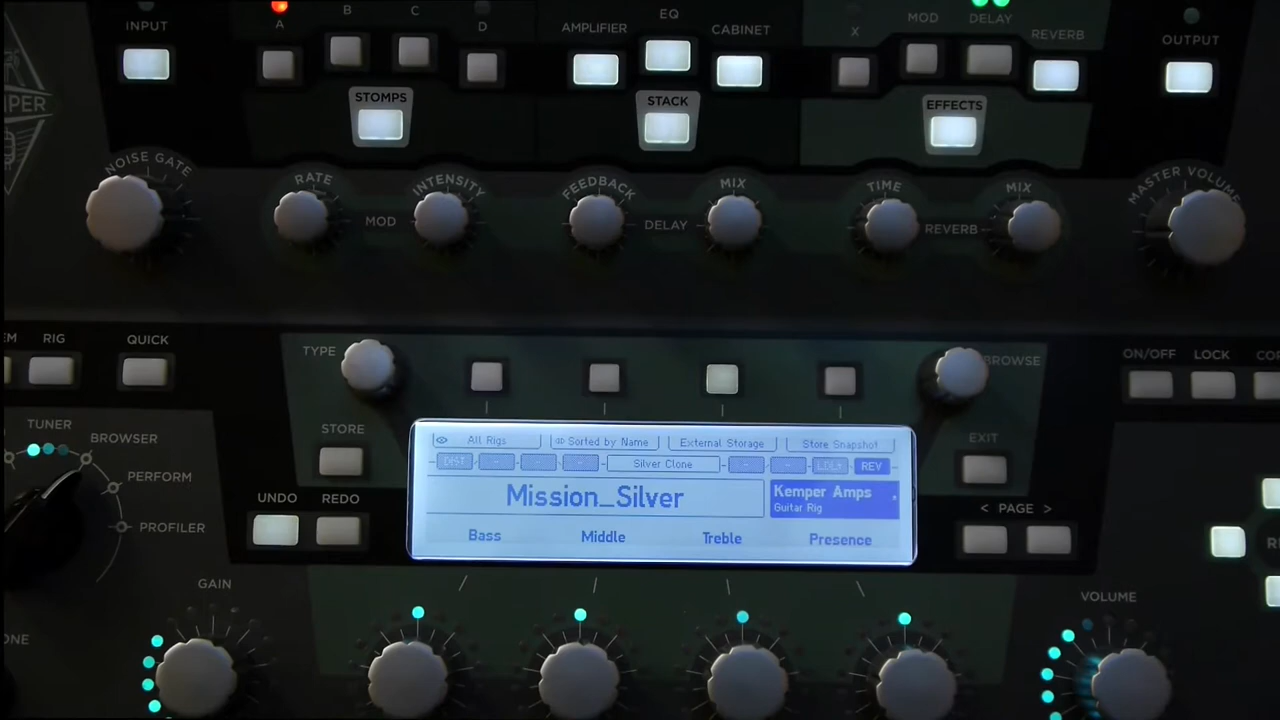 INPUT
A
B
C
D
AMPLIFIER
EQ
CABINET
X
MOD
DELAY
REVERB
OUTPUT
STOMPS
STACK
EFFECTS
NOISE GATE
RATE
MOD
INTENSITY
FEEDBACK
DELAY
MIX
TIME
REVERB
MIX
MASTER VOLUME
RIG
QUICK
TYPE
BROWSE
ON/OFF
LOCK
TUNER
BROWSER
PERFORM
PROFILER
STORE
UNDO
REDO
EXIT
< PAGE >
All Rigs
Sorted by Name
External Storage
Store Snapshot
DIST
Silver Clone
REV
Mission_Silver
Kemper Amps
Guitar Rig
Bass
Middle
Treble
Presence
GAIN
VOLUME